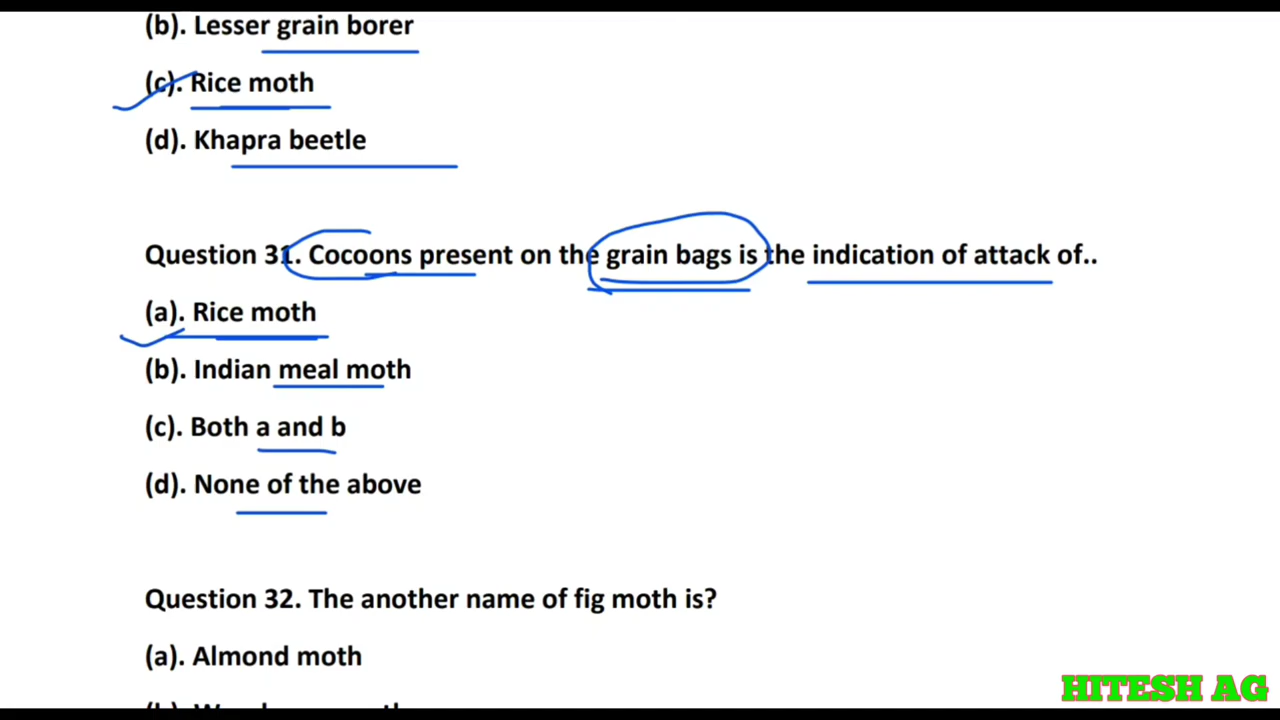 (b). Lesser grain borer
(c). Rice moth
(d). Khapra beetle
Question 31. Cocoons present on the grain bags is the indication of attack of..
(a). Rice moth
(b). Indian meal moth
(c). Both a and b
(d). None of the above
Question 32. The another name of fig moth is?
(a). Almond moth
HITESH AG